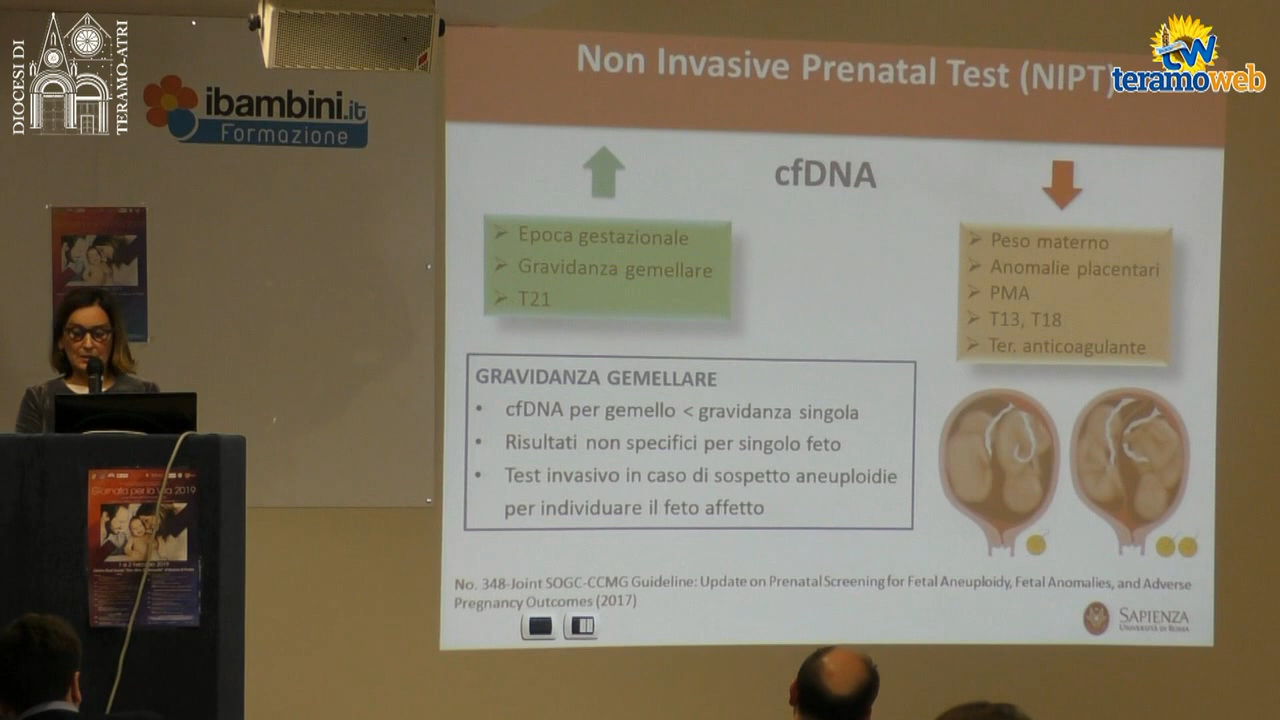 DIOCESI DI
TERAMO-ATRI
ibambini.it
Formazione
teramoweb
Non Invasive Prenatal Test (NIPT)
cfDNA
Epoca gestazionale
Gravidanza gemellare
T21
Peso materno
Anomalie placentari
PMA
T13, T18
Ter. anticoagulante
GRAVIDANZA GEMELLARE
• cfDNA per gemello < gravidanza singola
• Risultati non specifici per singolo feto
• Test invasivo in caso di sospetto aneuploidie
per individuare il feto affetto
No. 348-Joint SOGC-CCMG Guideline: Update on Prenatal Screening for Fetal Aneuploidy, Fetal Anomalies, and Adverse
Pregnancy Outcomes (2017)
SAPIENZA
UNIVERSITÀ DI ROMA
Giornata per la Vita 2019